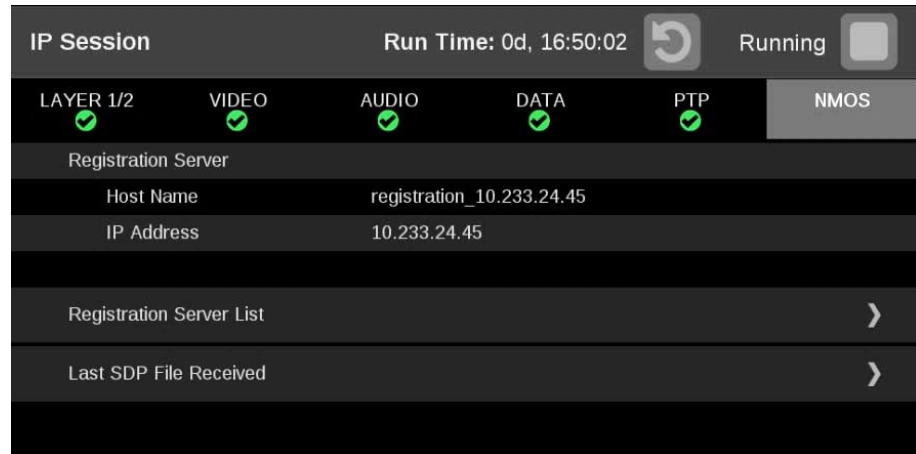 IP Session Run Time: 0d, 16:50:02 Running
LAYER 1/2 VIDEO AUDIO DATA PTP NMOS
Registration Server
Host Name registration_10.233.24.45
IP Address 10.233.24.45
Registration Server List
Last SDP File Received